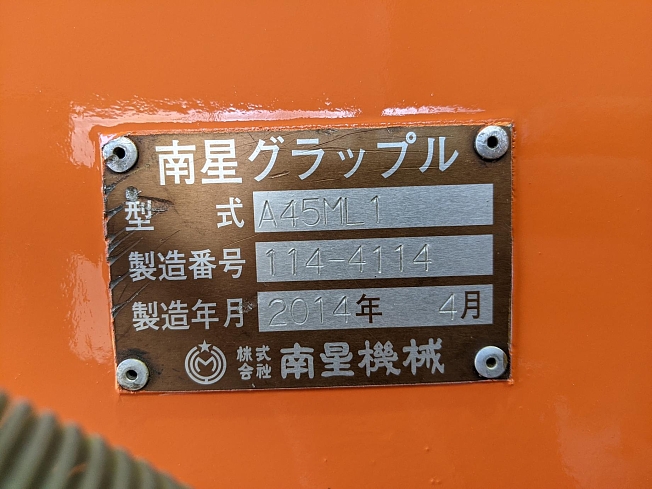 南星グラップル
型 式 A45ML1
製造番号 114-4114
製造年月 2014年 4月
株式会社 南星機械